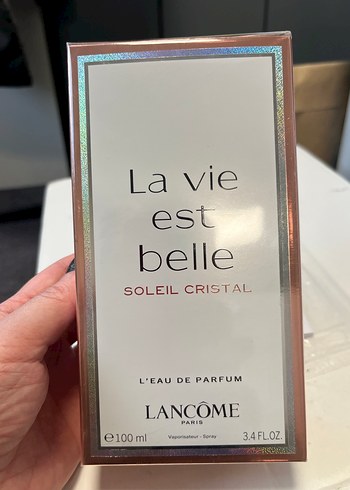 La vie
est
belle
SOLEIL CRISTAL
L'EAU DE PARFUM
LANCÔME
PARIS
℮100 ml Vaporisateur - Spray 3.4 FL.OZ.